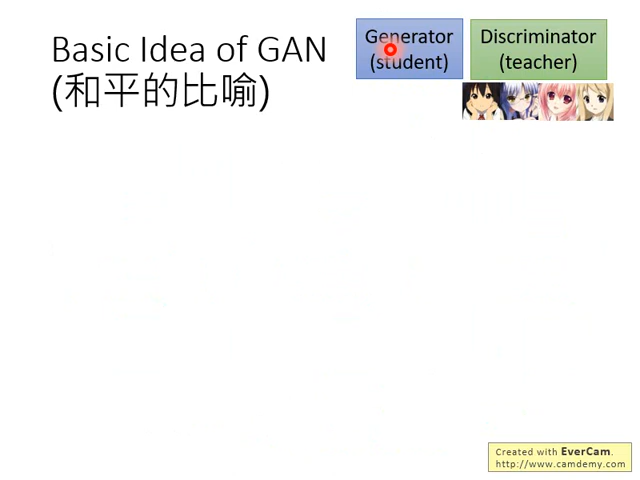 Basic Idea of GAN
(和平的比喻)
Generator
(student)
Discriminator
(teacher)
Created with EverCam.
http://www.camdemy.com